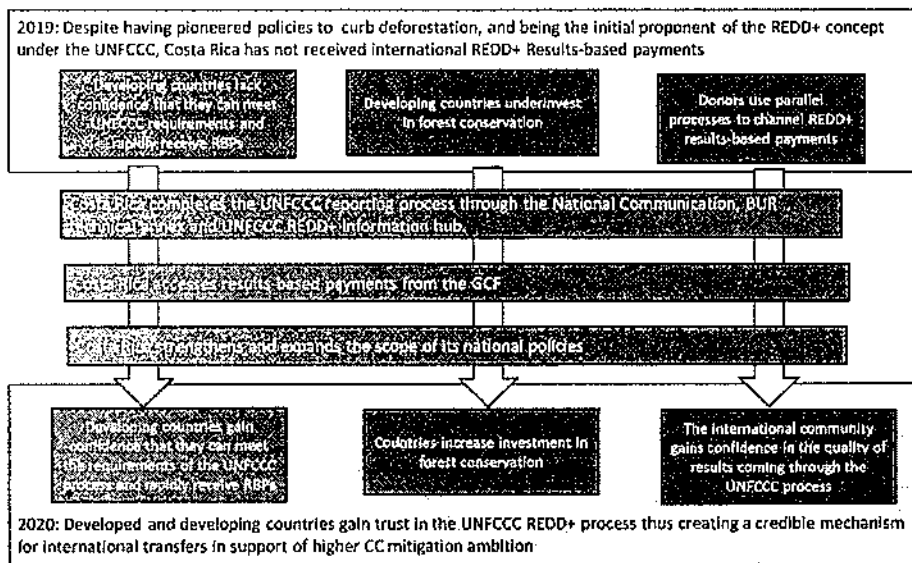 2019: Despite having pioneered policies to curb deforestation, and being the initial proponent of the REDD+ concept
under the UNFCCC, Costa Rica has not received international REDD+ Results-based payments
Developing countries lack
confidence that they can meet
UNFCCC requirements and
rapidly receive RBPs
Developing countries underinvest
in forest conservation
Donors use parallel
processes to channel REDD+
results-based payments
Costa Rica completes the UNFCCC reporting process through the National Communication, BUR
technical annex and UNFCCC REDD+ information hub.
Costa Rica accesses results based payments from the GCF
Costa Rica strengthens and expands the scope of its national policies
Developing countries gain
confidence that they can meet
the requirements of the UNFCCC
process and rapidly receive RBPs
Countries increase investment in
forest conservation
The international community
gains confidence in the quality of
results coming through the
UNFCCC process
2020: Developed and developing countries gain trust in the UNFCCC REDD+ process thus creating a credible mechanism
for international transfers in support of higher CC mitigation ambition